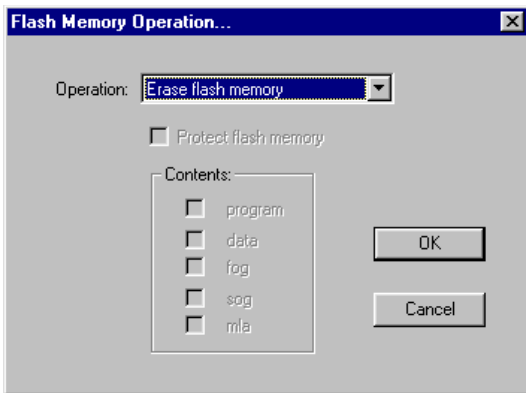 Flash Memory Operation...
Operation: Erase flash memory
Protect flash memory
Contents:
program
data
fog
sog
mla
OK
Cancel